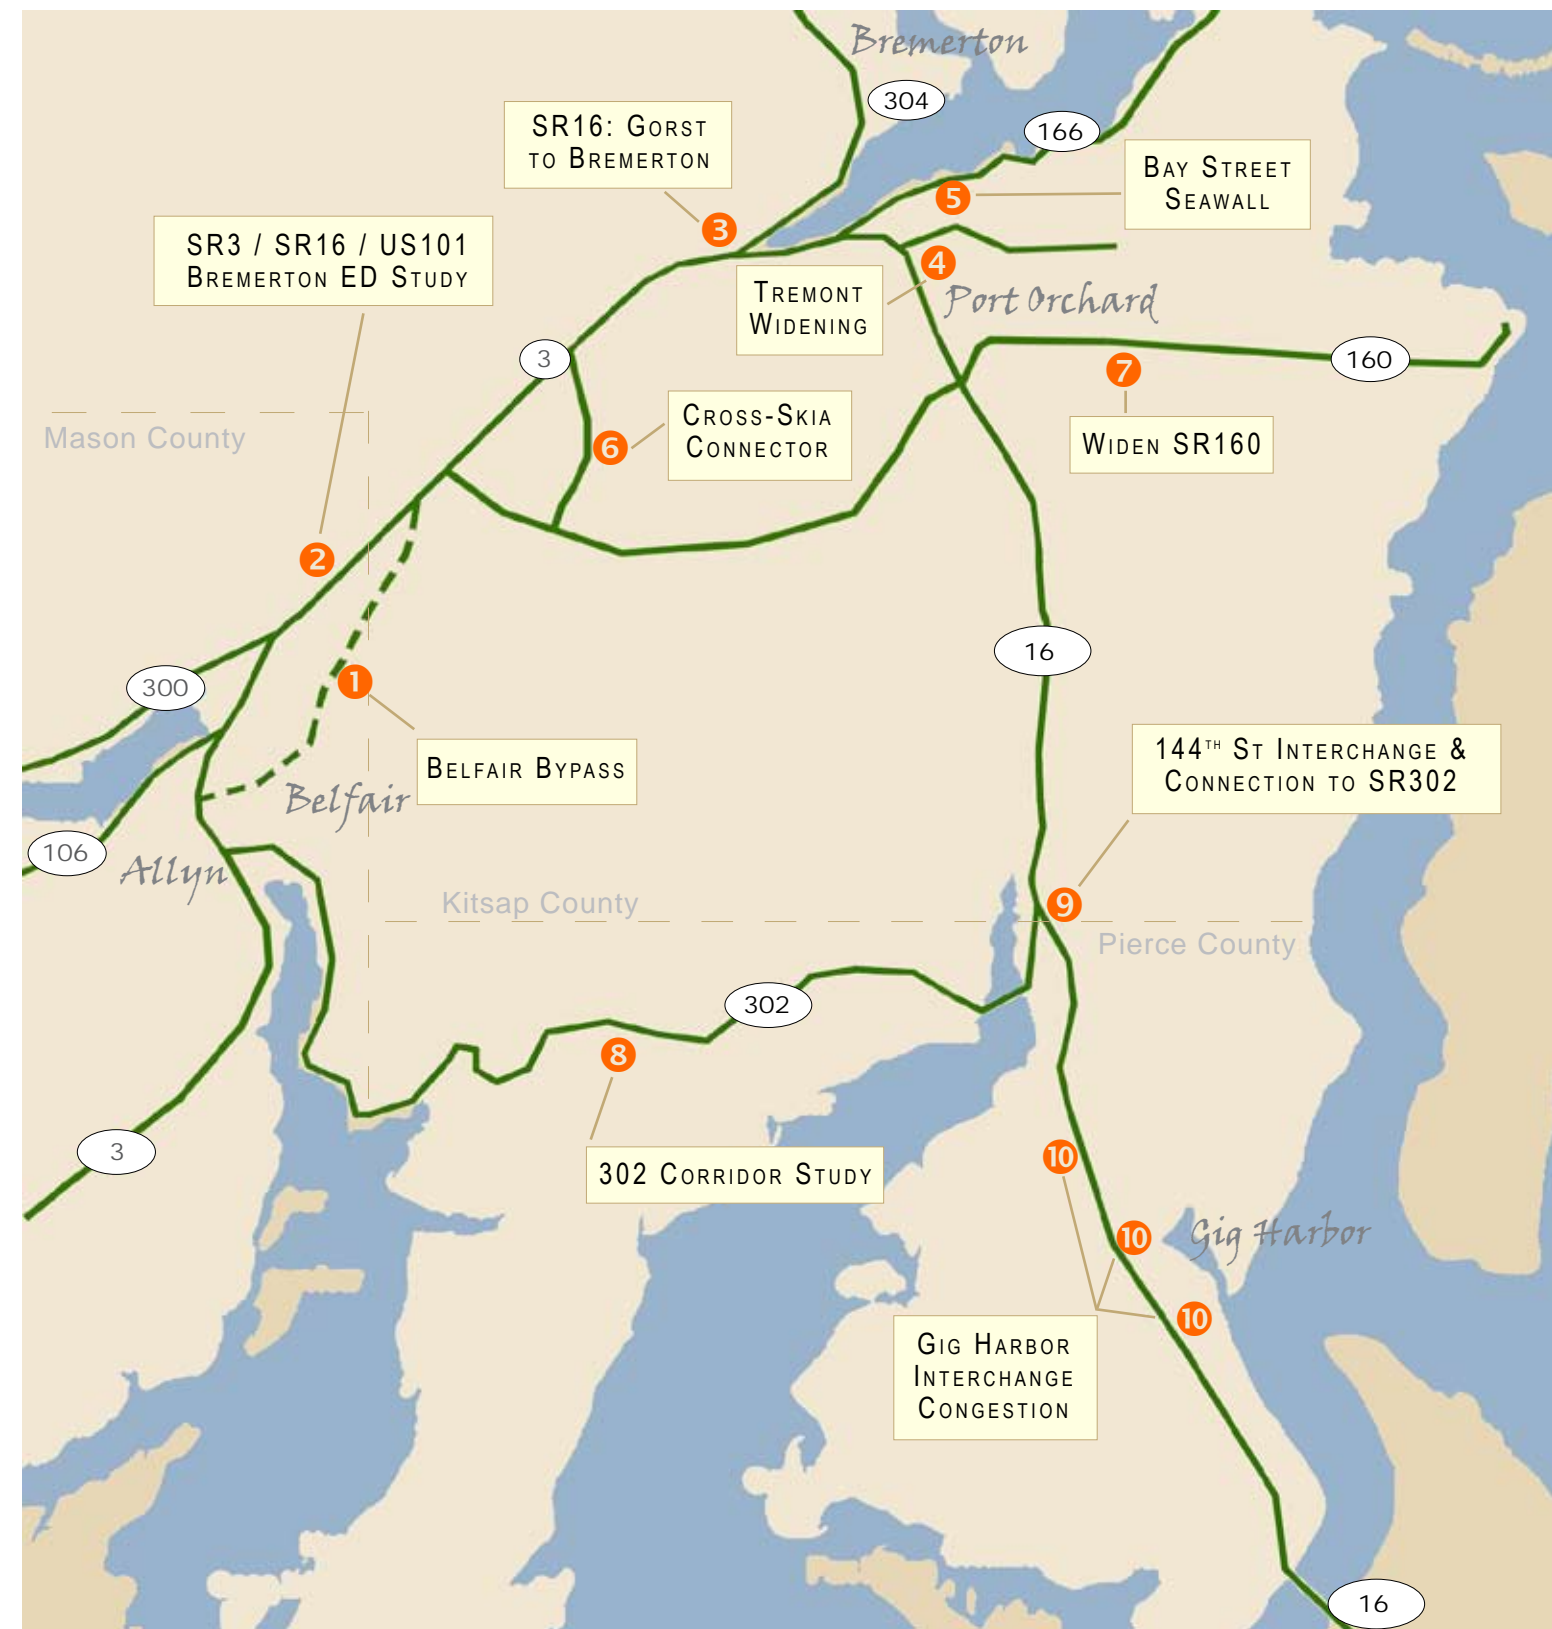 Bremerton
304
SR16: GORST
TO BREMERTON
166
BAY STREET
SEAWALL
5
3
SR3 / SR16 / US101
BREMERTON ED STUDY
4
TREMONT
WIDENING
Port Orchard
3
160
7
Mason County
CROSS-SKIA
CONNECTOR
6
WIDEN SR160
2
16
300
1
144TH ST INTERCHANGE &
CONNECTION TO SR302
BELFAIR BYPASS
Belfair
106
Allyn
Kitsap County
9
Pierce County
302
8
3
302 CORRIDOR STUDY
10
10
Gig Harbor
10
GIG HARBOR
INTERCHANGE
CONGESTION
16